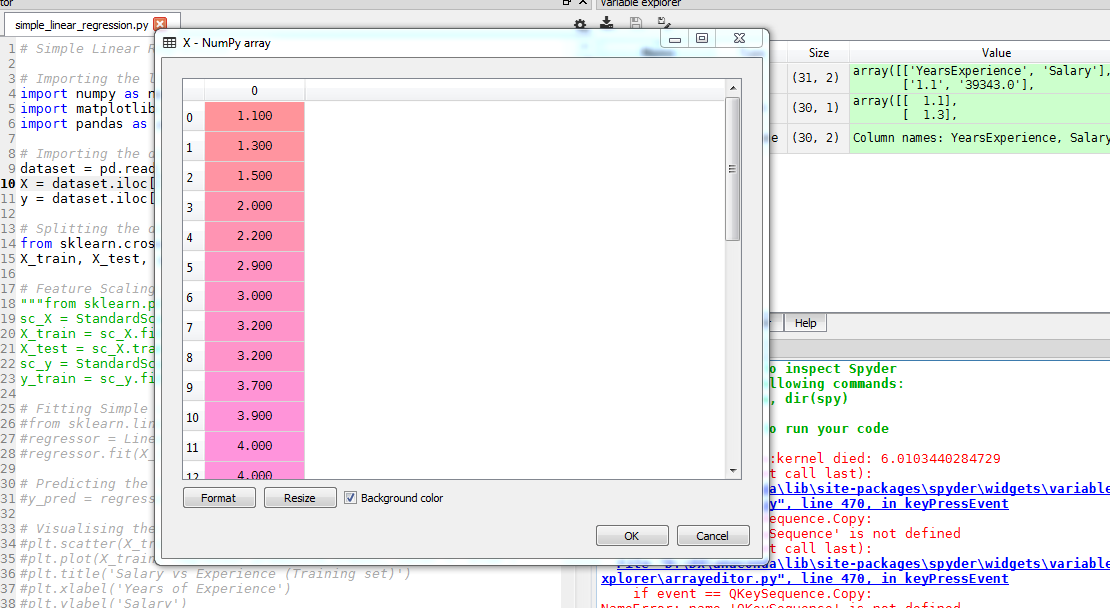 tor
Variable explorer
simple_linear_regression.py
1 # Simple Linear R
2
3 # Importing the l
4 import numpy as n
5 import matplotlib
6 import pandas as
7
8 # Importing the d
9 dataset = pd.read
10 X = dataset.iloc[
11 y = dataset.iloc[
12
13 # Splitting the d
14 from sklearn.cros
15 X_train, X_test,
16
17 # Feature Scaling
18 """from sklearn.p
19 sc_X = StandardSc
20 X_train = sc_X.fi
21 X_test = sc_X.tra
22 sc_y = StandardSc
23 y_train = sc_y.fi
24
25 # Fitting Simple
26 #from sklearn.lin
27 #regressor = Line
28 #regressor.fit(X_
29
30 # Predicting the
31 #y_pred = regress
32
33 # Visualising the
34 #plt.scatter(X_tr
35 #plt.plot(X_train
36 #plt.title('Salary vs Experience (Training set)')
37 #plt.xlabel('Years of Experience')
38 #plt.ylabel('Salary')
X - NumPy array
0
0 1.100
1 1.300
2 1.500
3 2.000
4 2.200
5 2.900
6 3.000
7 3.200
8 3.200
9 3.700
10 3.900
11 4.000
12 4.000
Format
Resize
Background color
OK
Cancel
Size Value
(31, 2) array([['YearsExperience', 'Salary'],
['1.1', '39343.0'],
(30, 1) array([[ 1.1],
[ 1.3],
e (30, 2) Column names: YearsExperience, Salary
Help
o inspect Spyder
llowing commands:
, dir(spy)
o run your code
:kernel died: 6.0103440284729
t call last):
a\lib\site-packages\spyder\widgets\variable
y", line 470, in keyPressEvent
quence.Copy:
Sequence' is not defined
t call last):
a\lib\site-packages\spyder\widgets\variable
xplorer\arrayeditor.py", line 470, in keyPressEvent
if event == QKeySequence.Copy:
NameError: name 'QKeySequence' is not defined